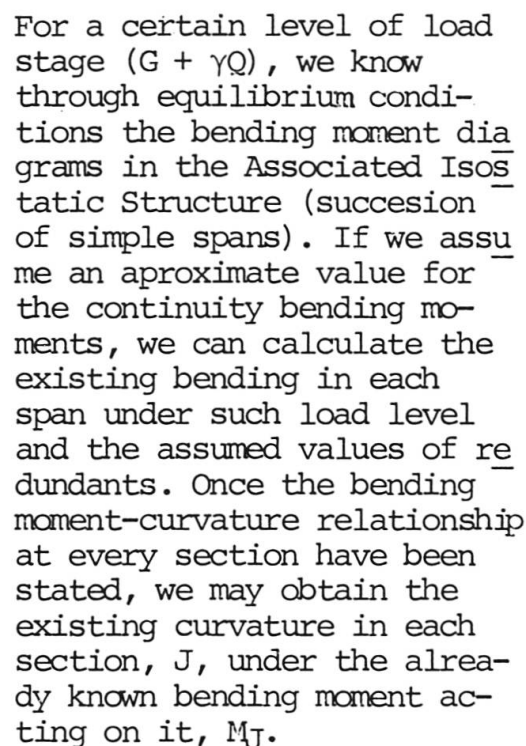 For a certain level of load
stage (G + γQ), we know
through equilibrium condi-
tions the bending moment dia
grams in the Associated Isos
tatic Structure (succesion
of simple spans). If we assu
me an aproximate value for
the continuity bending mo-
ments, we can calculate the
existing bending in each
span under such load level
and the assumed values of re
dundants. Once the bending
moment-curvature relationship
at every section have been
stated, we may obtain the
existing curvature in each
section, J, under the alrea-
dy known bending moment ac-
ting on it, MJ.